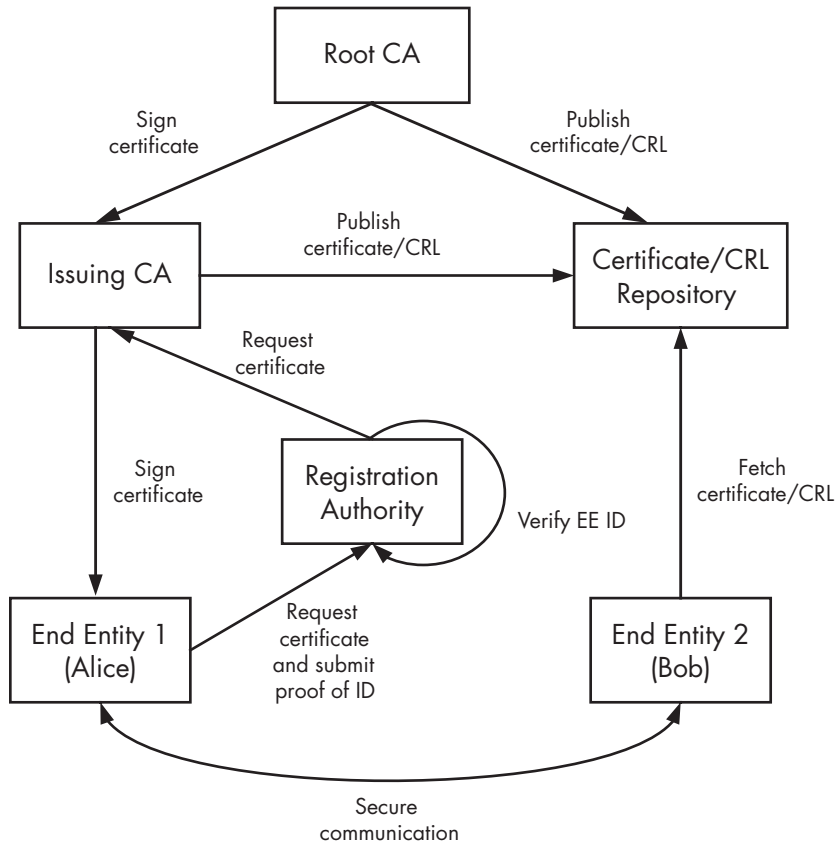 Root CA
Sign
certificate
Publish
certificate/CRL
Issuing CA
Publish
certificate/CRL
Certificate/CRL
Repository
Request
certificate
Sign
certificate
Registration
Authority
Verify EE ID
Fetch
certificate/CRL
End Entity 1
(Alice)
Request
certificate
and submit
proof of ID
End Entity 2
(Bob)
Secure
communication